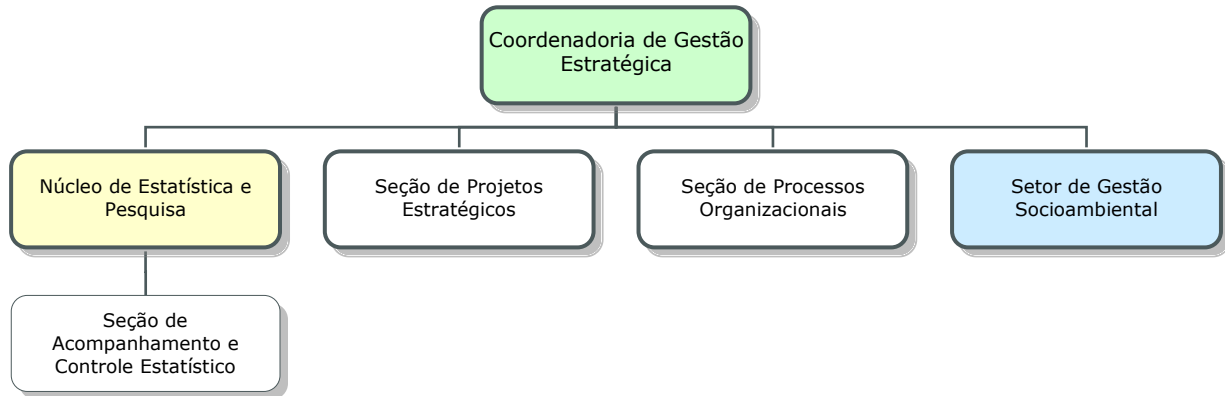 Coordenadoria de Gestão
Estratégica
Núcleo de Estatística e
Pesquisa
Seção de Projetos
Estratégicos
Seção de Processos
Organizacionais
Setor de Gestão
Socioambiental
Seção de
Acompanhamento e
Controle Estatístico